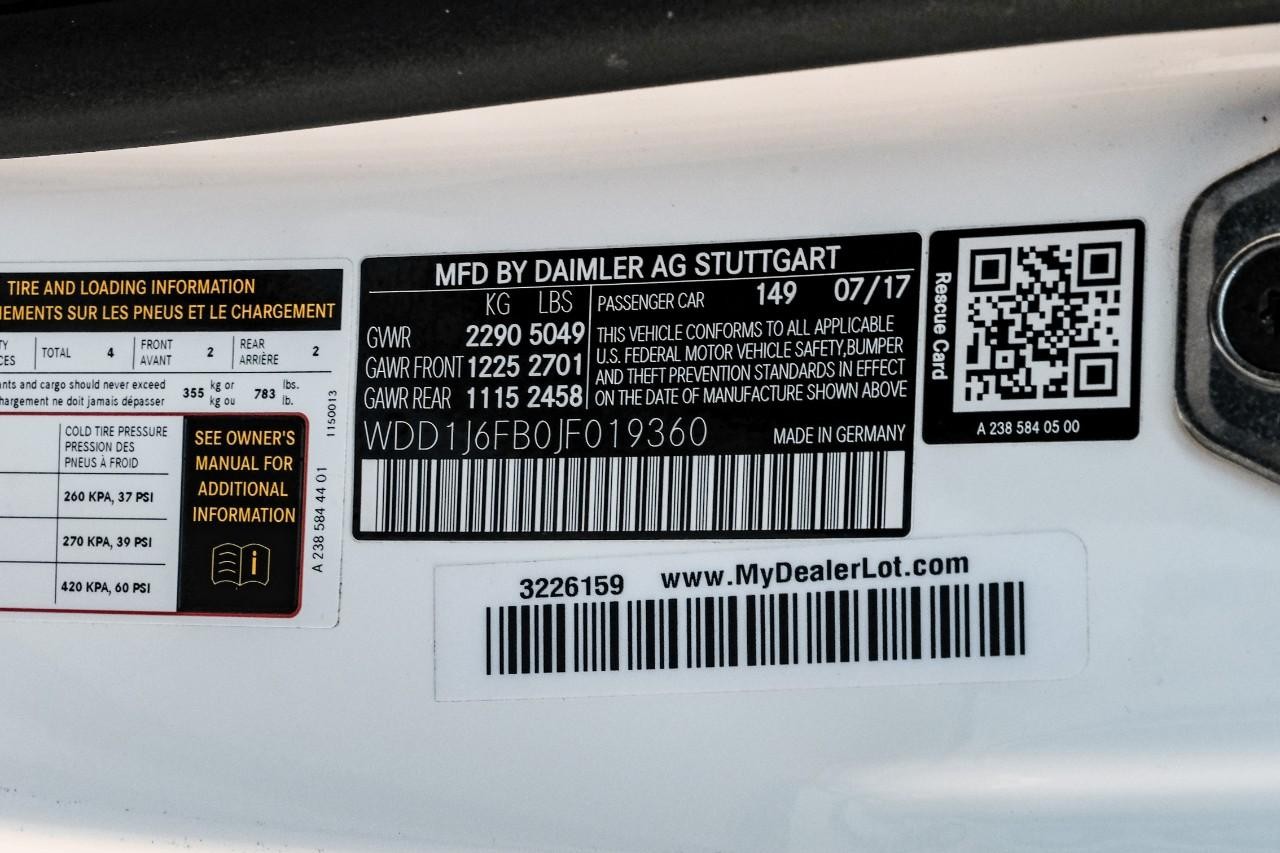 TIRE AND LOADING INFORMATION
EMENTS SUR LES PNEUS ET LE CHARGEMENT
TOTAL 4 FRONT AVANT 2 REAR ARRIÈRE 2
and cargo should never exceed 355 kg or 783 lbs.
ne doit jamais dépasser kg ou lb.
COLD TIRE PRESSURE
PRESSION DES
PNEUS À FROID
260 KPA, 37 PSI
270 KPA, 39 PSI
420 KPA, 60 PSI
SEE OWNER'S
MANUAL FOR
ADDITIONAL
INFORMATION
i
1150013
A 238 584 44 01
MFD BY DAIMLER AG STUTTGART
KG LBS
GVWR 2290 5049
GAWR FRONT 1225 2701
GAWR REAR 1115 2458
PASSENGER CAR 149 07/17
THIS VEHICLE CONFORMS TO ALL APPLICABLE
U.S. FEDERAL MOTOR VEHICLE SAFETY,BUMPER
AND THEFT PREVENTION STANDARDS IN EFFECT
ON THE DATE OF MANUFACTURE SHOWN ABOVE
WDD1J6FB0JF019360 MADE IN GERMANY
Rescue Card
A 238 584 05 00
3226159 www.MyDealerLot.com